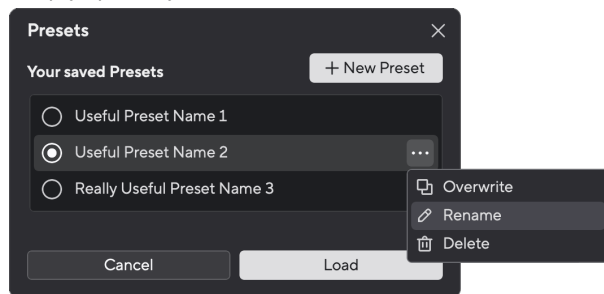 Presets
Your saved Presets
+ New Preset
Useful Preset Name 1
Useful Preset Name 2
Really Useful Preset Name 3
Overwrite
Rename
Delete
Cancel
Load